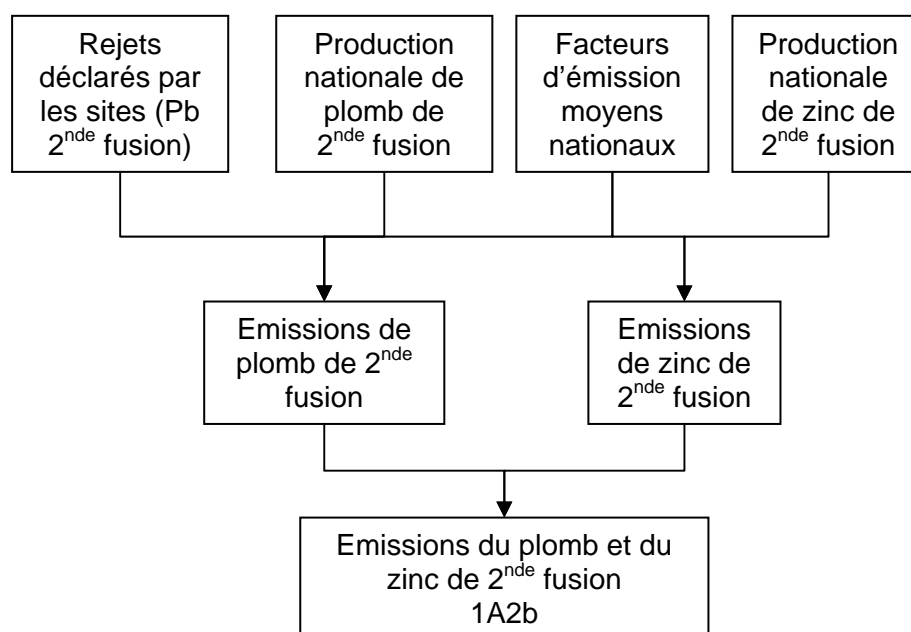 Rejets
déclarés par
les sites (Pb
2nde fusion)
Production
nationale de
plomb de
2nde fusion
Facteurs
d'émission
moyens
nationaux
Production
nationale
de zinc de
2nde fusion
Emissions de
plomb de 2nde
fusion
Emissions
de zinc de
2nde fusion
Emissions du plomb et du
zinc de 2nde fusion
1A2b